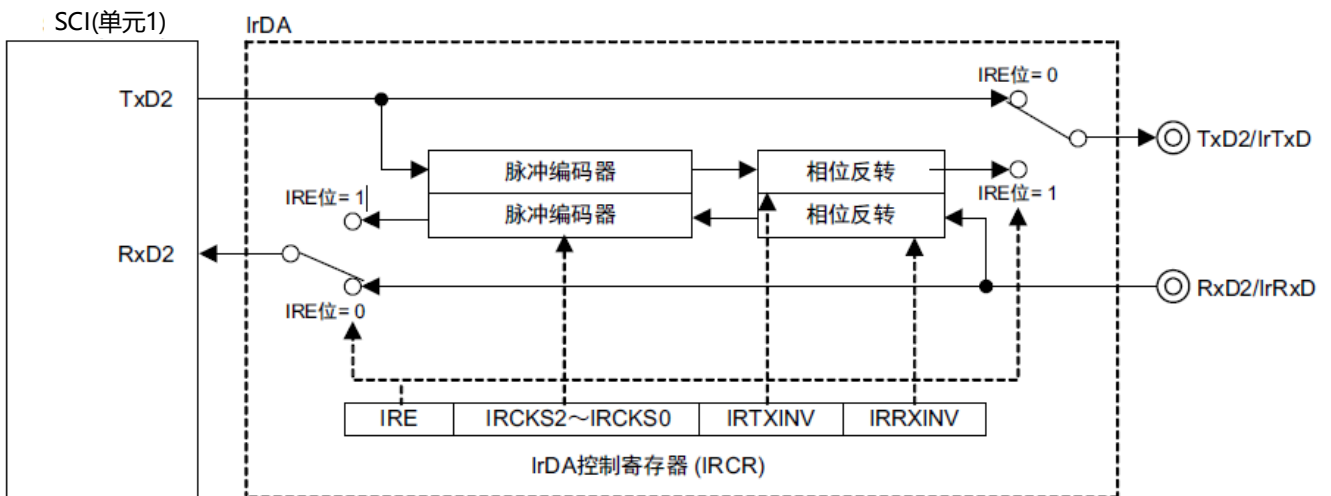 SCI(单元1)
IrDA
IRE位= 0
TxD2
TxD2/IrTxD
脉冲编码器
相位反转
IRE位= 1
IRE位= 1
脉冲编码器
相位反转
RxD2
RxD2/IrRxD
IRE位= 0
IRE
IRCKS2～IRCKS0
IRTXINV
IRRXINV
IrDA控制寄存器 (IRCR)